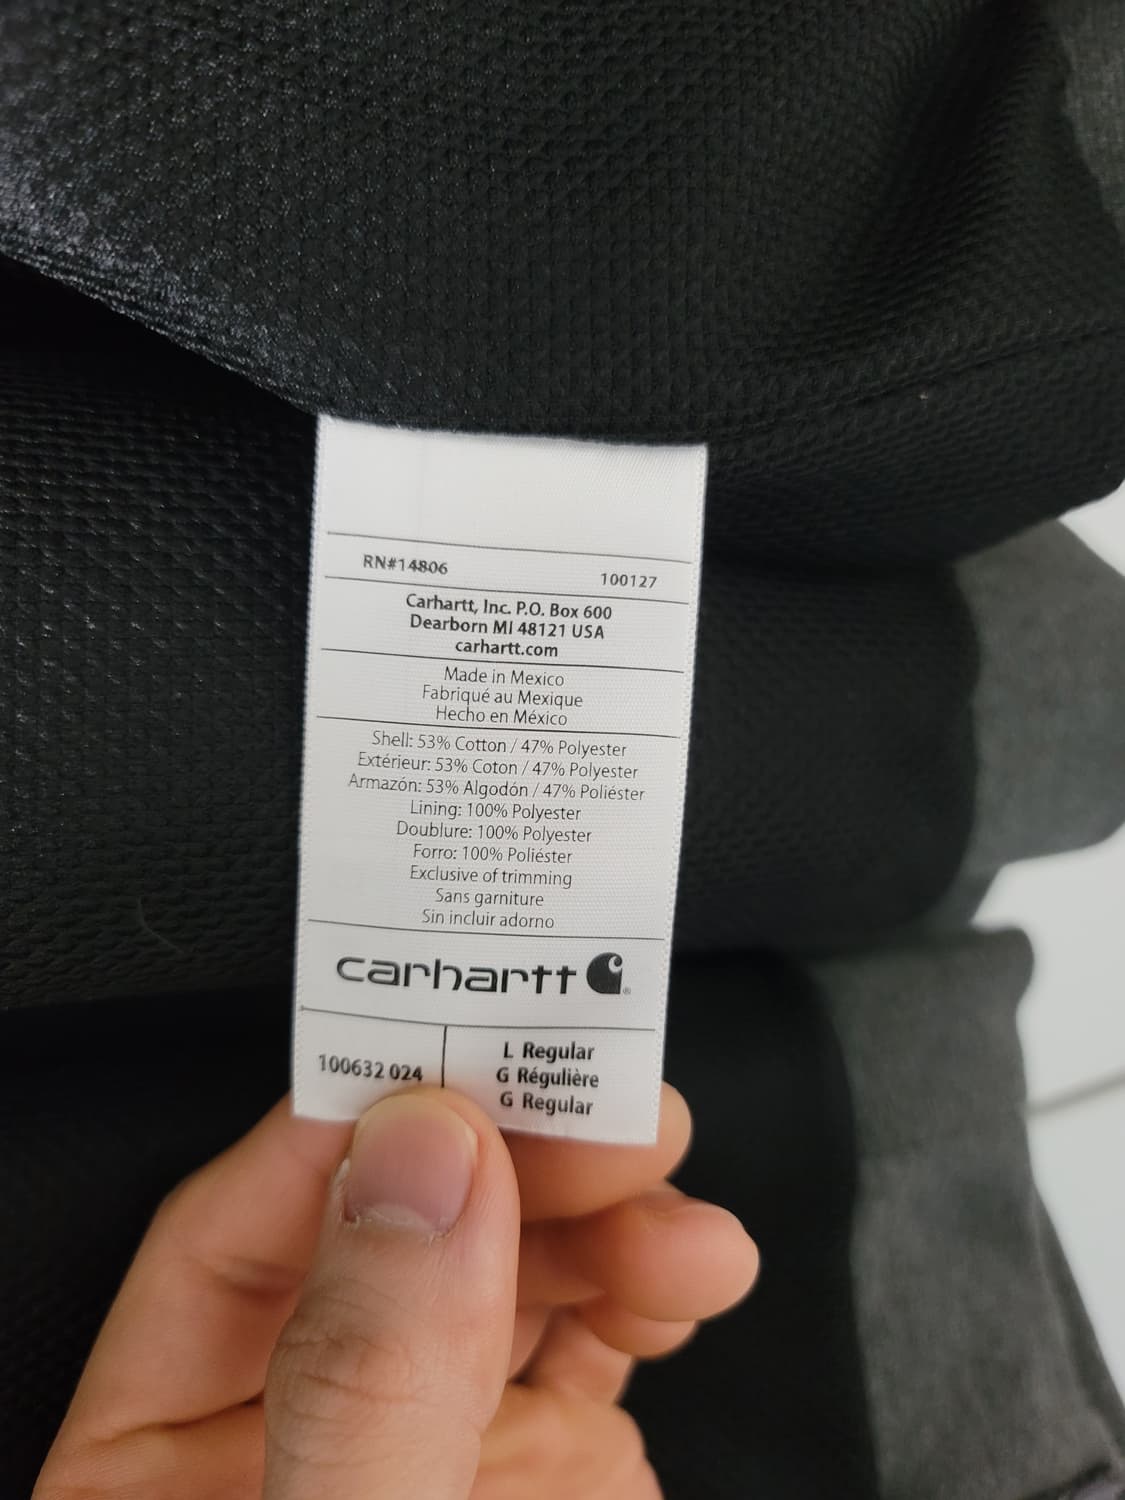 RN#14806 100127
Carhartt, Inc. P.O. Box 600
Dearborn MI 48121 USA
carhartt.com
Made in Mexico
Fabriqué au Mexique
Hecho en México
Shell: 53% Cotton / 47% Polyester
Extérieur: 53% Coton / 47% Polyester
Armazón: 53% Algodón / 47% Poliéster
Lining: 100% Polyester
Doublure: 100% Polyester
Forro: 100% Poliéster
Exclusive of trimming
Sans garniture
Sin incluir adorno
carhartt
100632 024
L Regular
G Régulière
G Regular